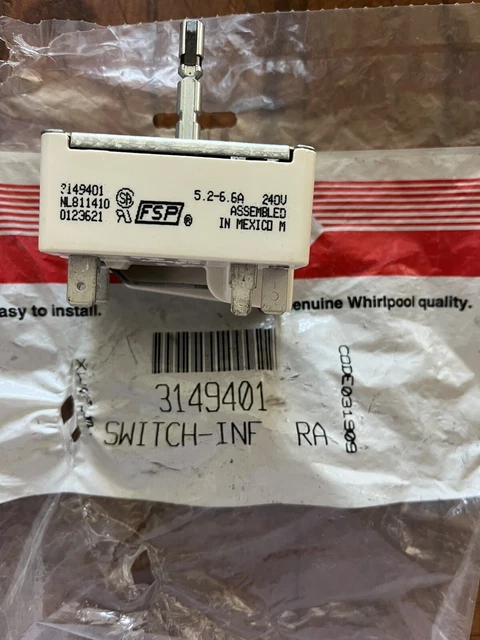 3149401
NL811410
0123621
FSP®
5.2-6.6A 240V
ASSEMBLED
IN MEXICO M
asy to install.
enuine Whirlpool quality.
3149401
SWITCH-INF RA
CODE031309